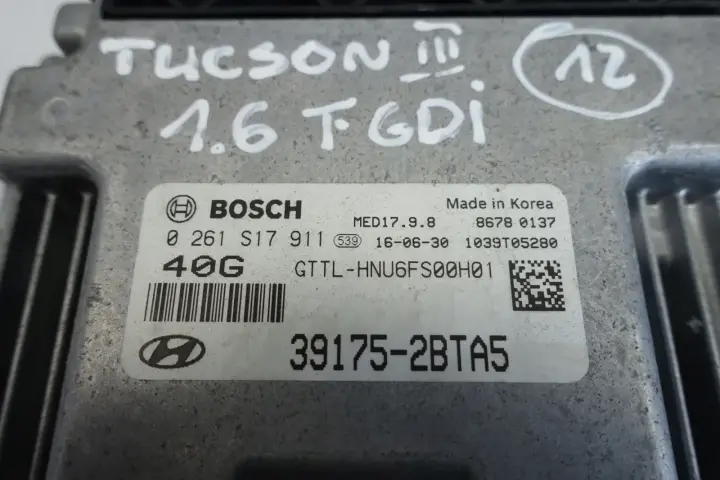 TUCSON III
12
1.6 T-GDi
BOSCH
Made in Korea
MED17.9.8 8678 0137
0 261 S17 911 539 16-06-30 1039T05280
40G GTTL-HNU6FS00H01
39175-2BTA5